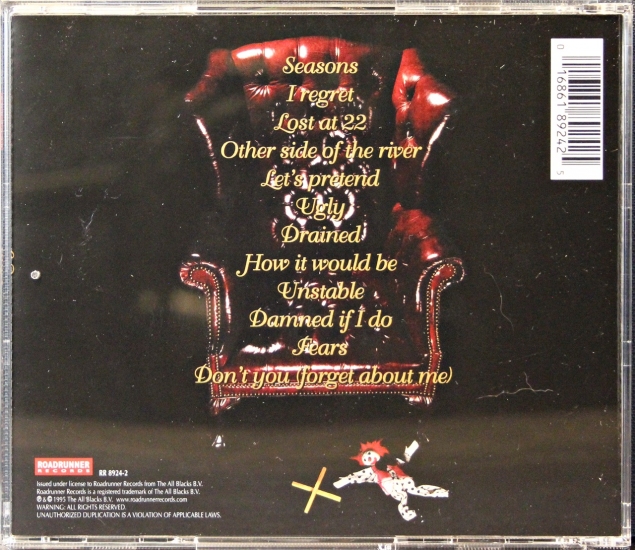 Seasons
I regret
Lost at 22
Other side of the river
Let's pretend
Ugly
Drained
How it would be
Unstable
Damned if I do
Fears
Don't you (forget about me)
0 16861 89242 5
ROADRUNNER
RECORDS
RR 8924-2
Issued under license to Roadrunner Records from The All Blacks B.V.
Roadrunner Records is a registered trademark of The All Blacks B.V.
℗ & © 1995 The All Blacks B.V. www.roadrunnerrecords.com
WARNING: ALL RIGHTS RESERVED.
UNAUTHORIZED DUPLICATION IS A VIOLATION OF APPLICABLE LAWS.